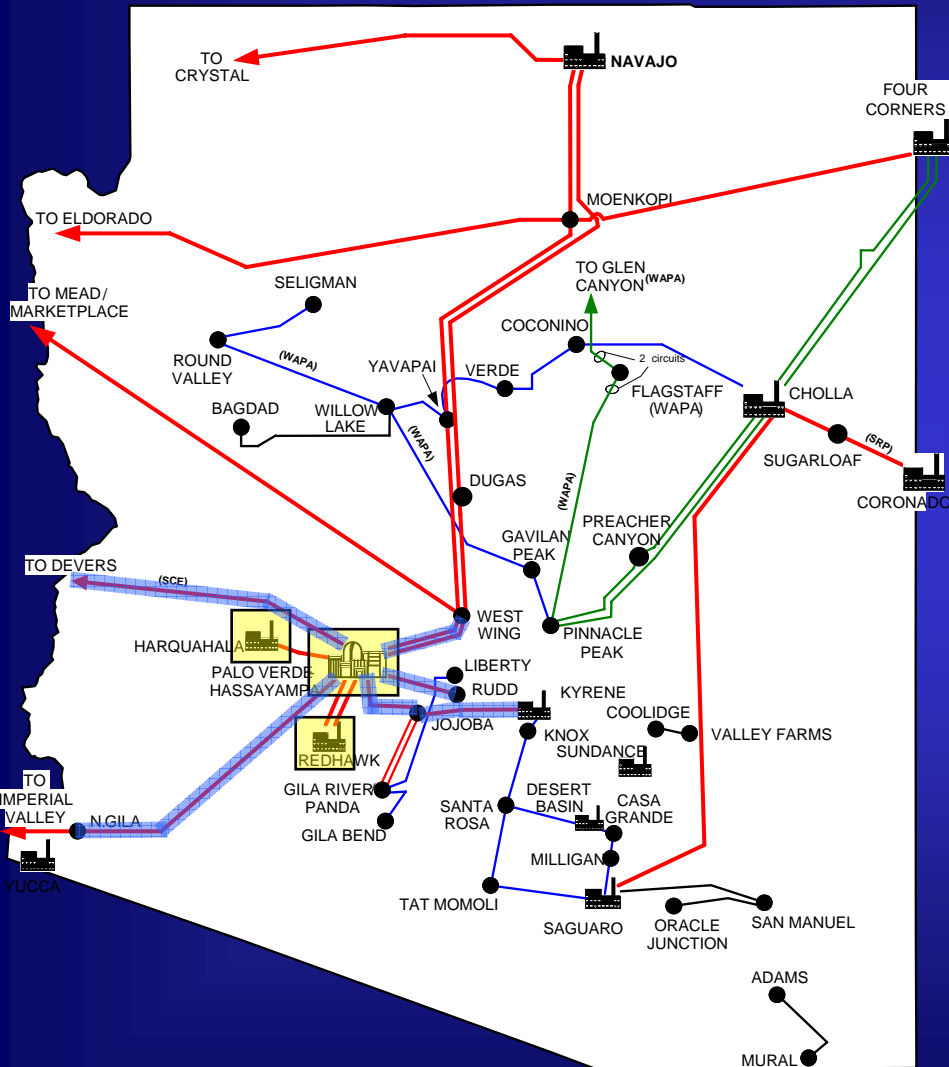 TO
CRYSTAL
NAVAJO
FOUR
CORNERS
MOENKOPI
TO ELDORADO
TO GLEN
CANYON (WAPA)
SELIGMAN
TO MEAD/
MARKETPLACE
COCONINO
2 circuits
ROUND
VALLEY
(WAPA)
YAVAPAI
VERDE
FLAGSTAFF
(WAPA)
CHOLLA
BAGDAD
WILLOW
LAKE
(WAPA)
(SRP)
SUGARLOAF
DUGAS
(WAPA)
CORONADO
PREACHER
CANYON
GAVILAN
PEAK
TO DEVERS
(SCE)
WEST
WING
PINNACLE
PEAK
HARQUAHALA
PALO VERDE
HASSAYAMPA
LIBERTY
RUDD
KYRENE
JOJOBA
COOLIDGE
VALLEY FARMS
KNOX
SUNDANCE
REDHAWK
TO
IMPERIAL
VALLEY
GILA RIVER/
PANDA
DESERT
BASIN
CASA
GRANDE
SANTA
ROSA
N.GILA
GILA BEND
MILLIGAN
YUCCA
TAT MOMOLI
SAGUARO
ORACLE
JUNCTION
SAN MANUEL
ADAMS
MURAL